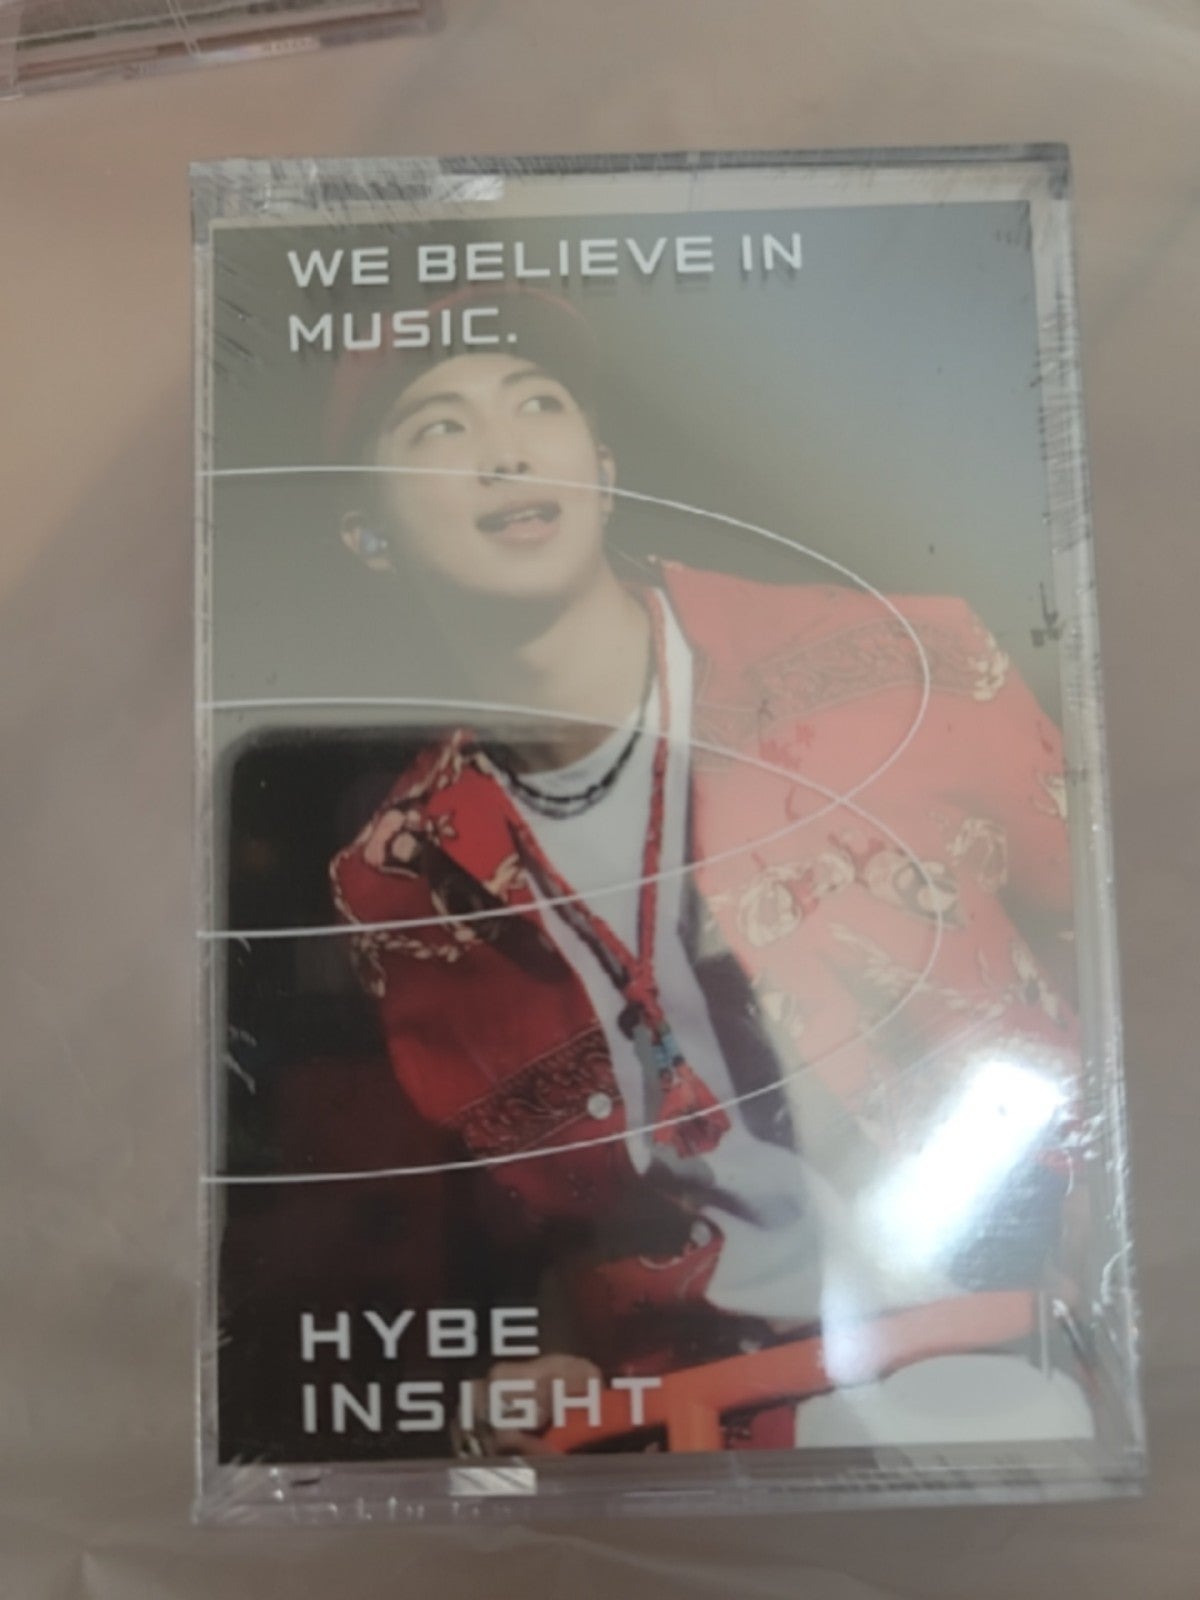 WE BELIEVE IN
MUSIC.
HYBE
INSIGHT